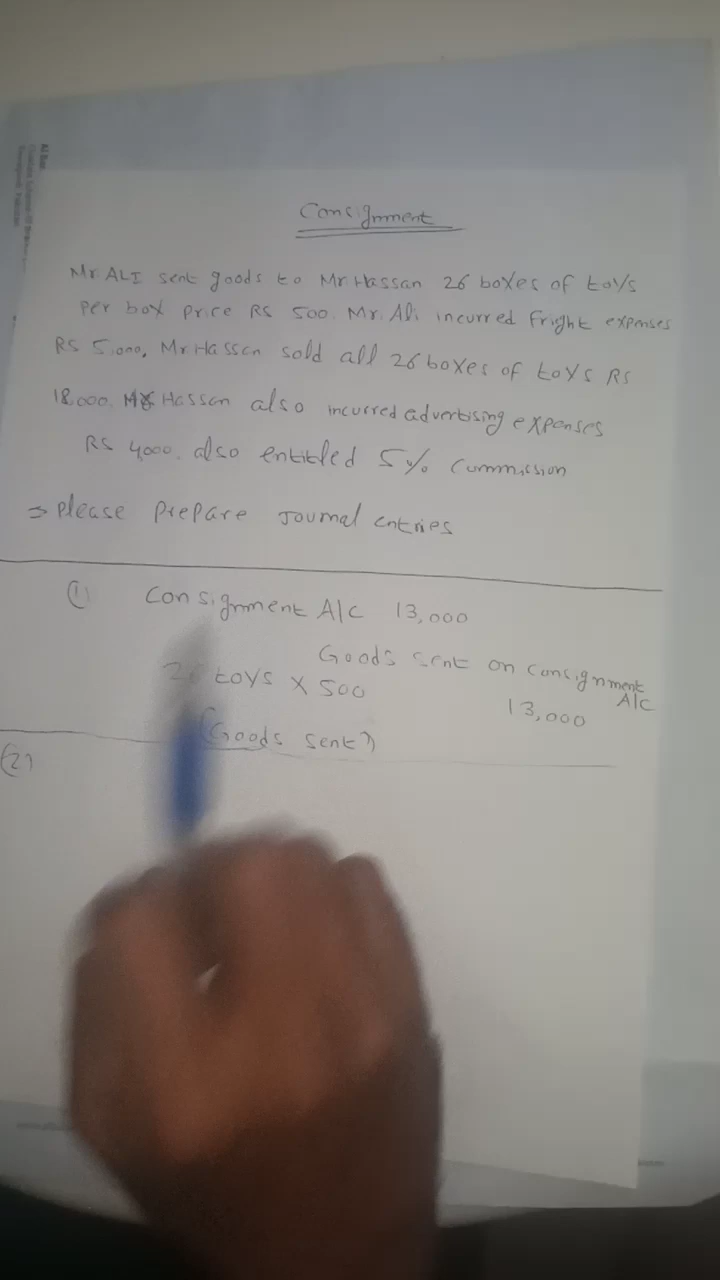 Consignment
Mr. ALI sent goods to Mr Hassan 26 boxes of toys
per box price RS 500. Mr. Ali incurred fright expenses
RS 5.000, Mr Hassan sold all 26 boxes of toys RS
18.000. Mr Hassan also incurred advertising expenses
RS 4000. also entitled 5% commission
⇒ please prepare Journal entries
(1) Consignment A/c 13,000
Goods sent on consignment A/c
26 toys X 500
13,000
(Goods sent)
(2)